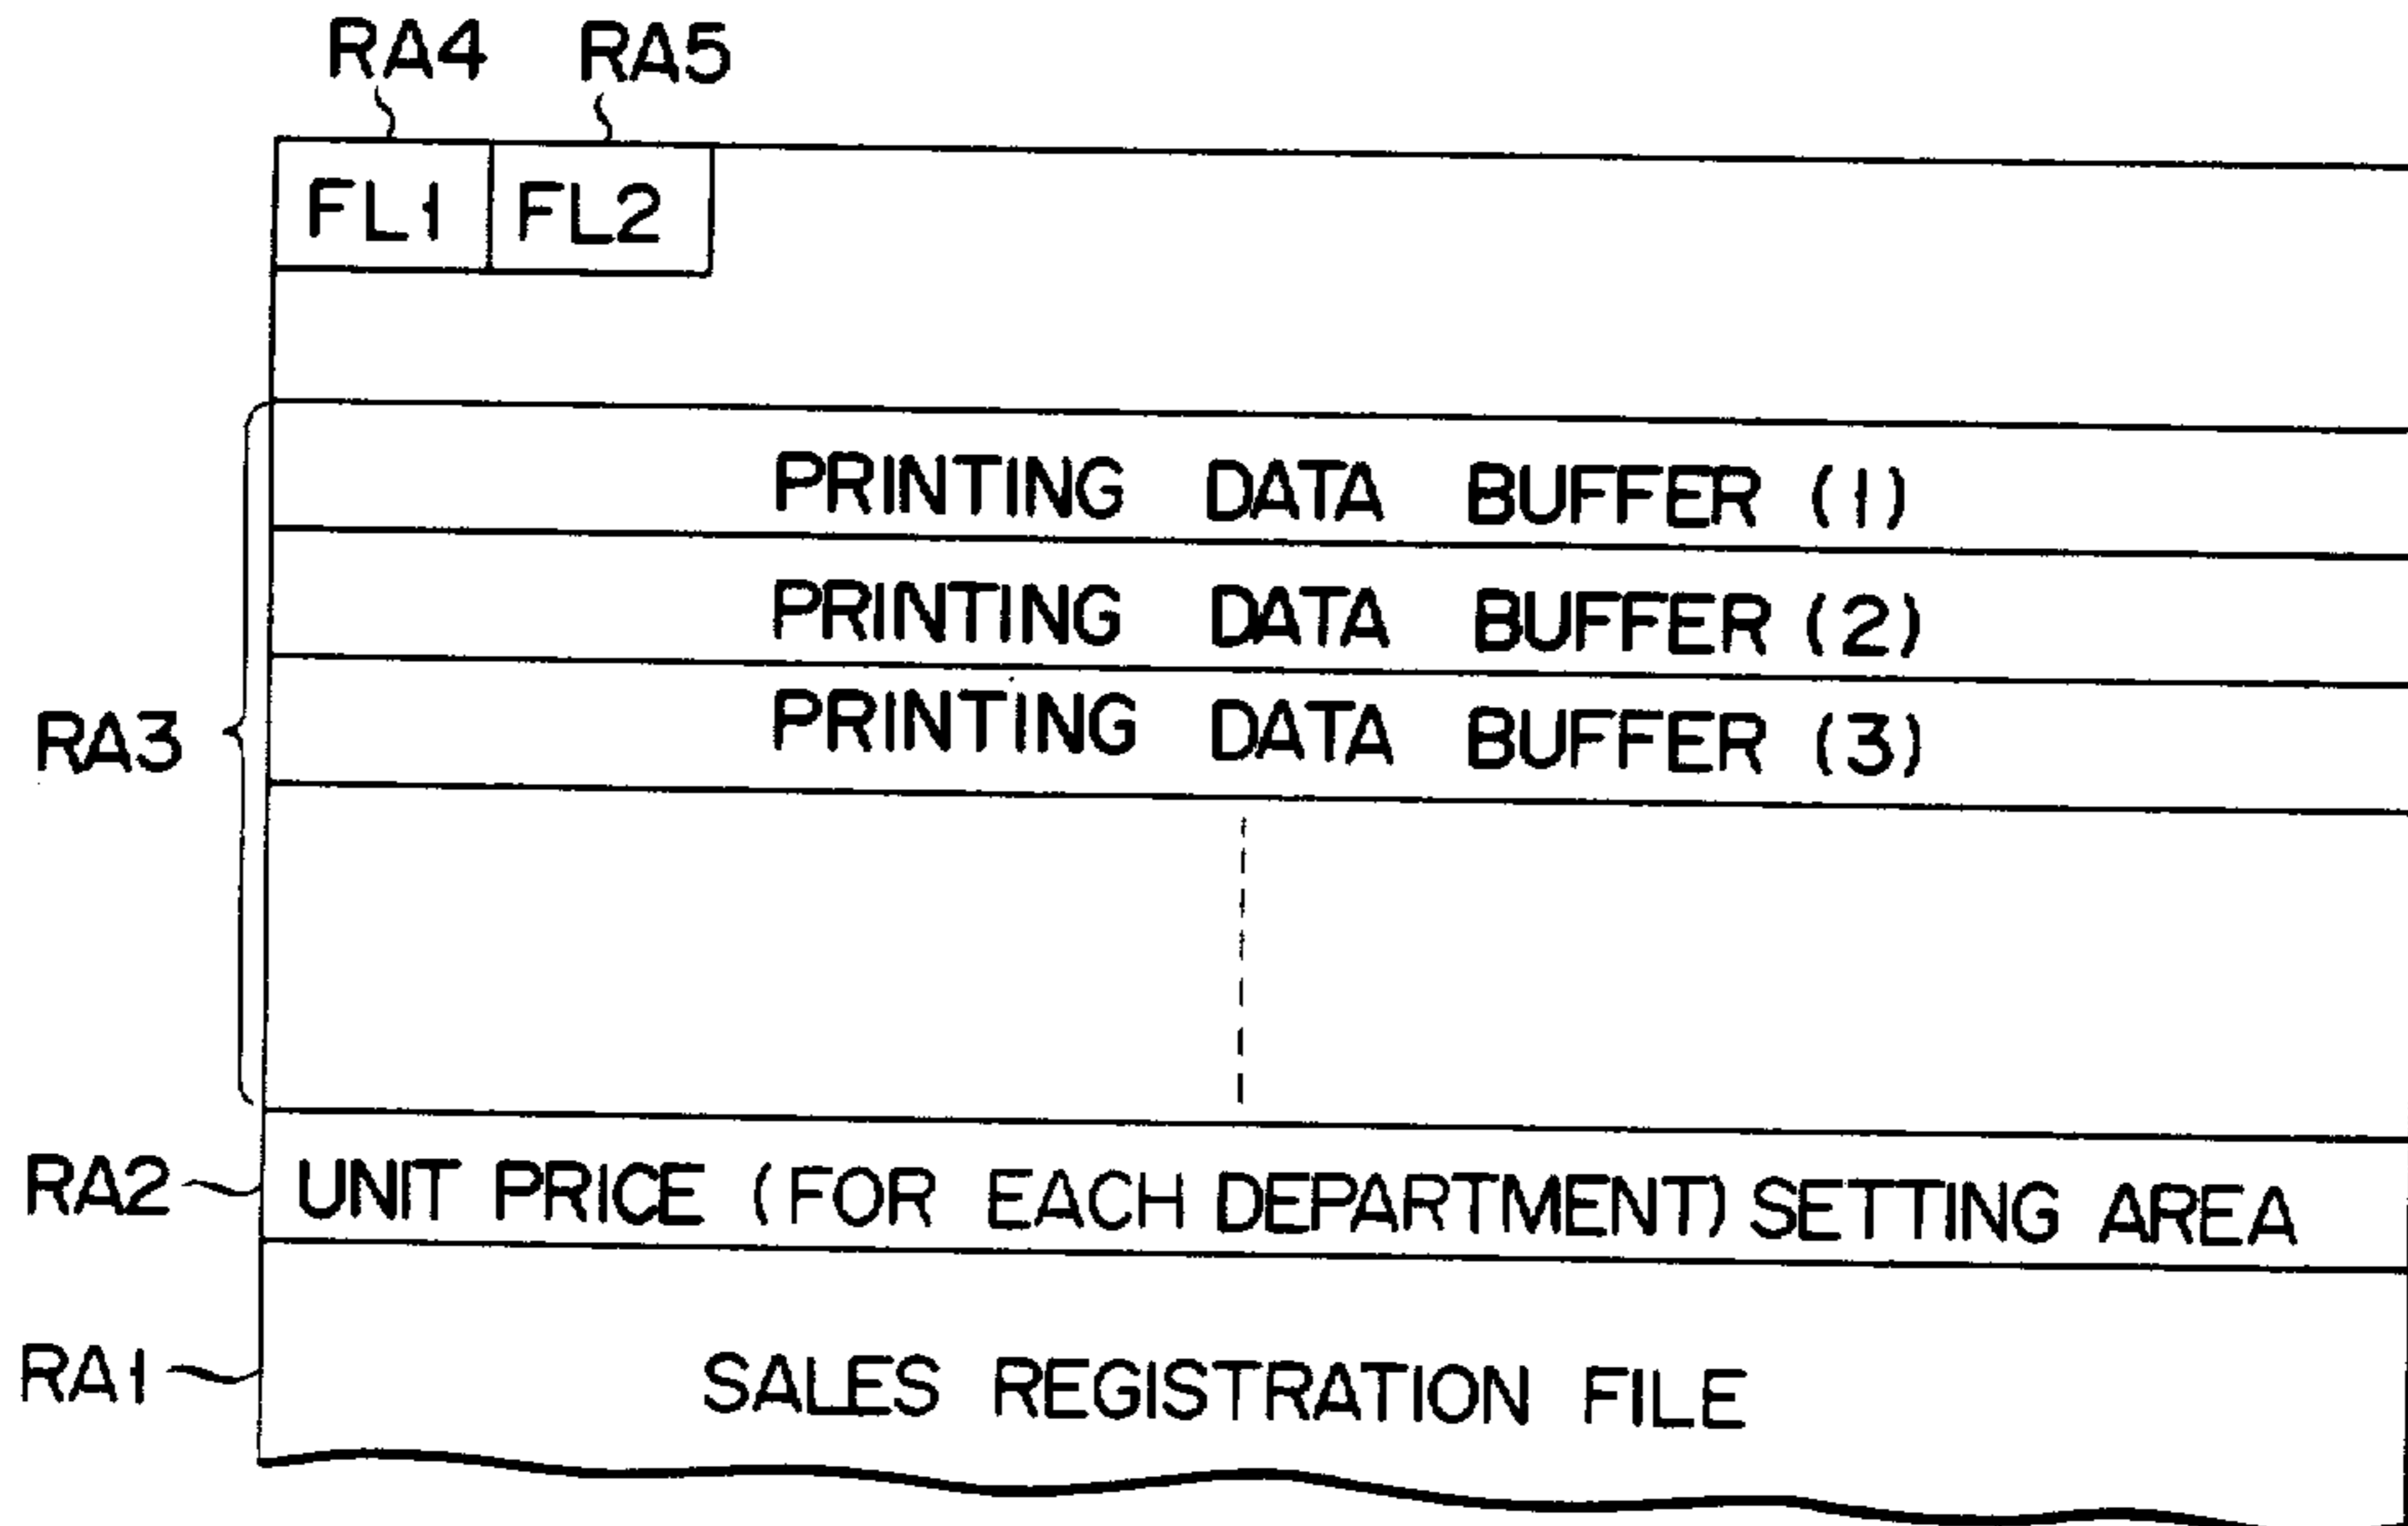 RA4 RA5
FL1 FL2
PRINTING DATA BUFFER (1)
PRINTING DATA BUFFER (2)
PRINTING DATA BUFFER (3)
RA3
RA2 UNIT PRICE (FOR EACH DEPARTMENT) SETTING AREA
RA1 SALES REGISTRATION FILE